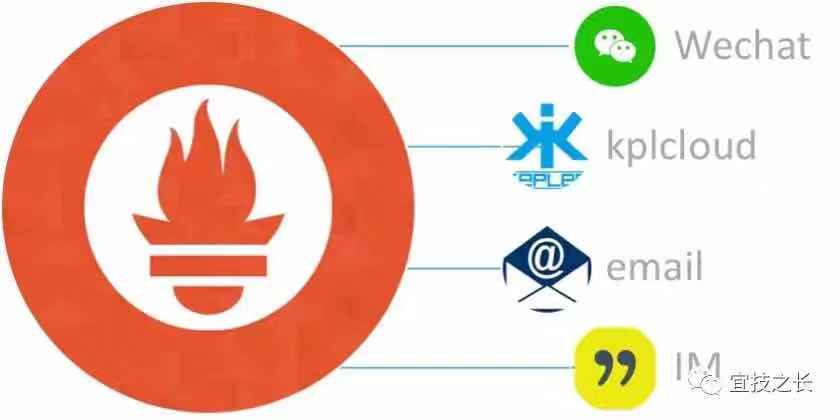 Wechat
kplcloud
email
IM
宜技之长